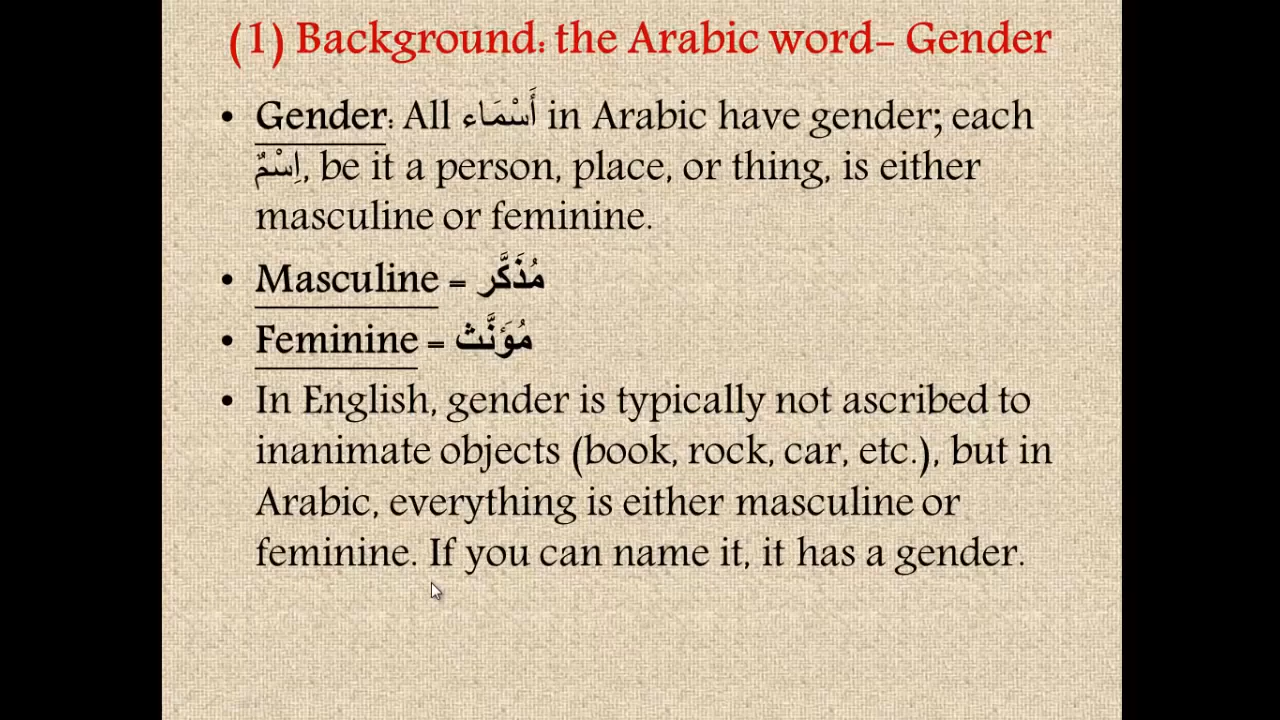 (1) Background: the Arabic word- Gender
• Gender: All أَسْمَاء in Arabic have gender; each
اِسْمٌ, be it a person, place, or thing, is either
masculine or feminine.
• Masculine = مُذَكَّر
• Feminine = مُؤَنَّث
• In English, gender is typically not ascribed to
inanimate objects (book, rock, car, etc.), but in
Arabic, everything is either masculine or
feminine. If you can name it, it has a gender.